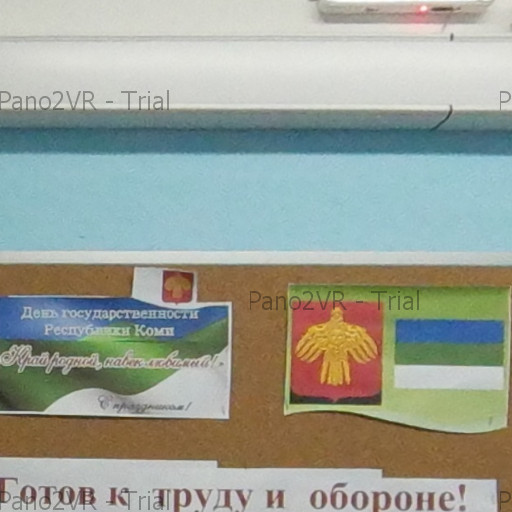 Pano2VR - Trial
Pano2VR - Trial
День государственности
Республики Коми
"Край родной, навек любимый!"
С праздником!
Готов к труду и обороне!
Pano2VR - Trial